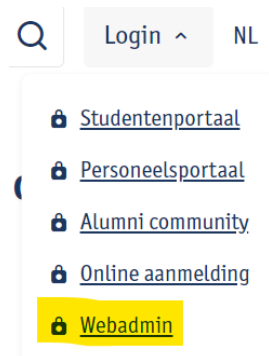 Login NL
Studentenportaal
Personeelsportaal
Alumni community
Online aanmelding
Webadmin